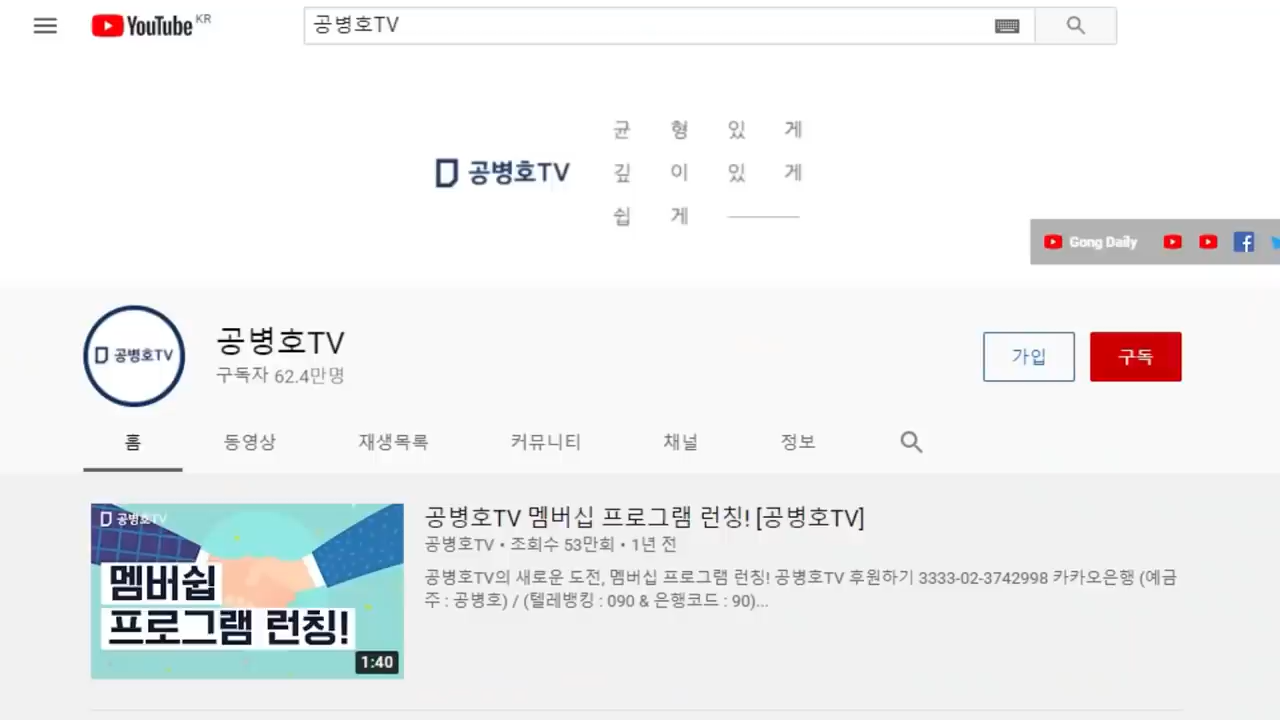 YouTube KR
공병호TV
공병호TV
균형있게
깊이있게
쉽게
Gong Daily
공병호TV
공병호TV
구독자 62.4만명
가입
구독
홈 동영상 재생목록 커뮤니티 채널 정보
공병호TV
멤버쉽
프로그램 런칭!
1:40
공병호TV 멤버십 프로그램 런칭! [공병호TV]
공병호TV • 조회수 53만회 • 1년 전
공병호TV의 새로운 도전, 멤버십 프로그램 런칭! 공병호TV 후원하기 3333-02-3742998 카카오은행 (예금
주 : 공병호) / (텔레뱅킹 : 090 & 은행코드 : 90)...